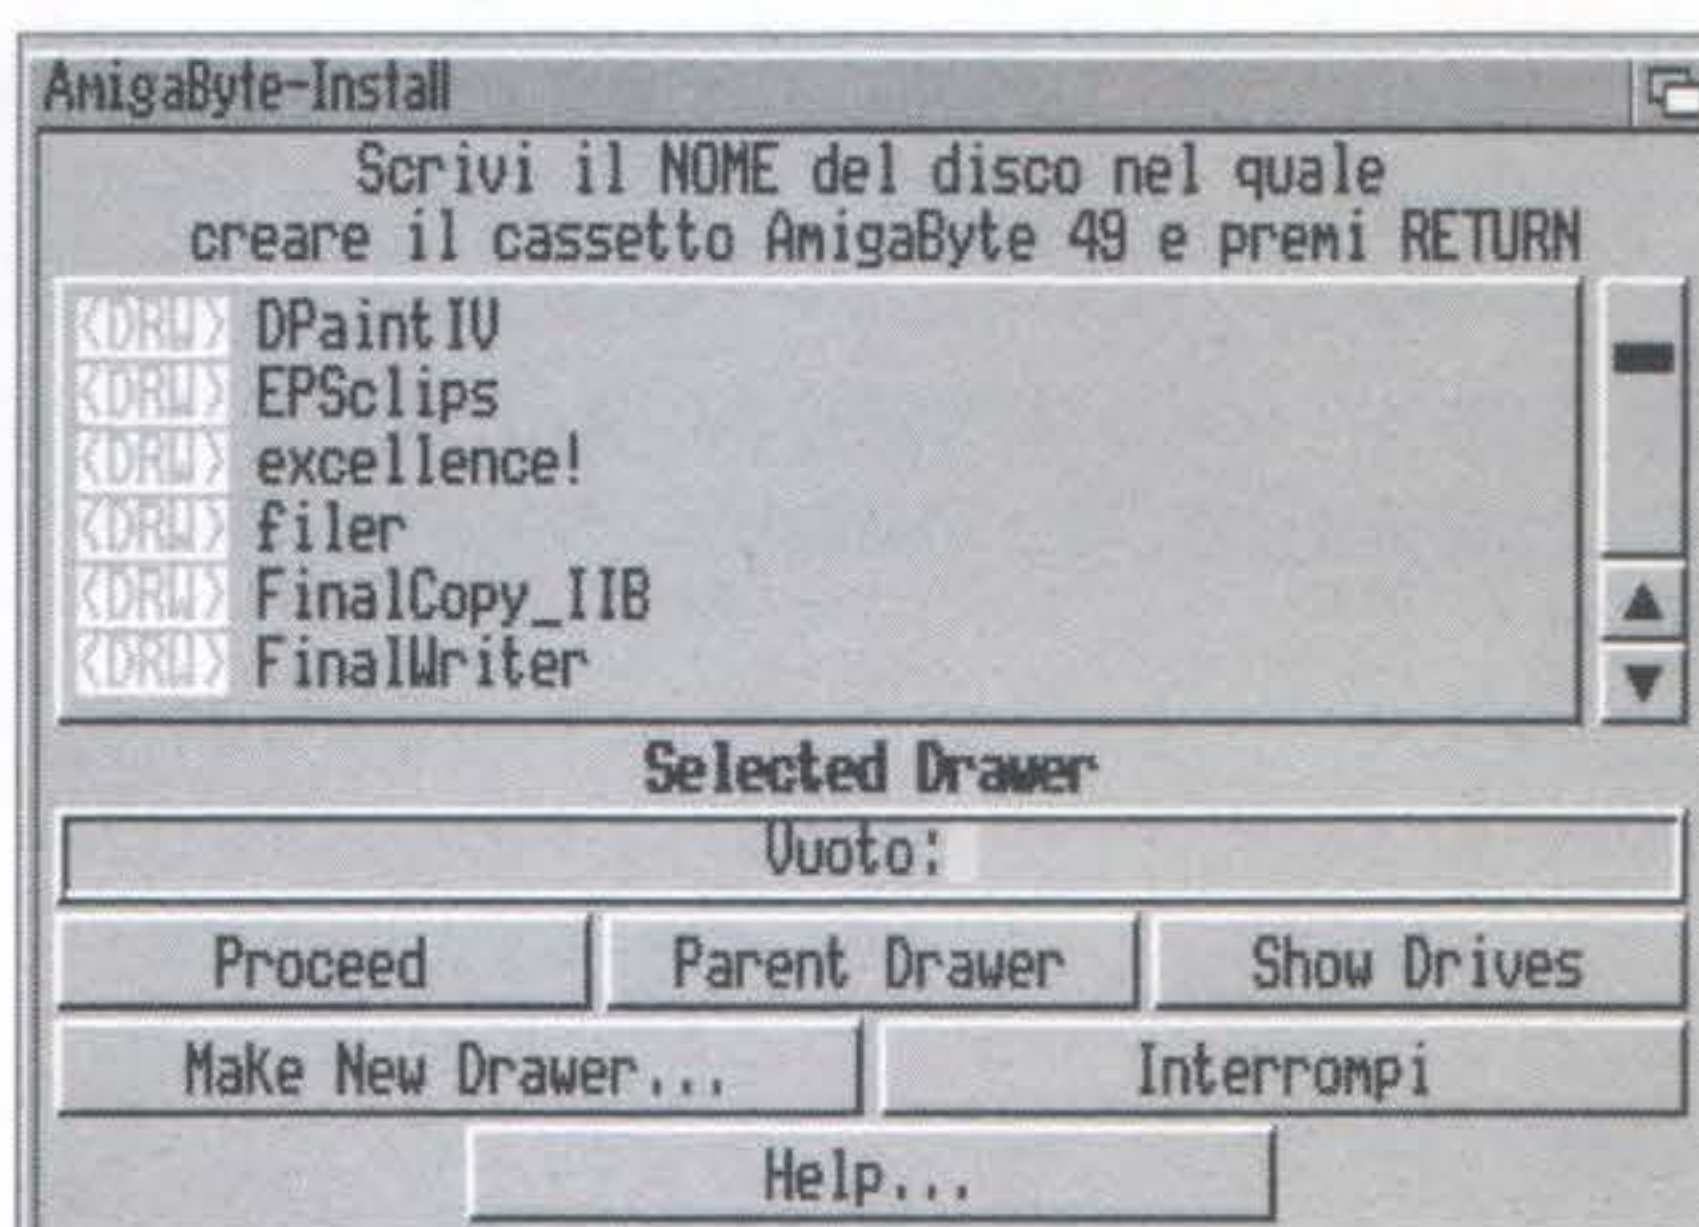 AmigaByte-Install
Scrivi il NOME del disco nel quale
creare il cassetto AmigaByte 49 e premi RETURN
<DRW> DPaintIV
<DRW> EPSclips
<DRW> excellence!
<DRW> filer
<DRW> FinalCopy_IIB
<DRW> FinalWriter
Selected Drawer
Vuoto:
Proceed Parent Drawer Show Drives
Make New Drawer... Interrompi
Help...